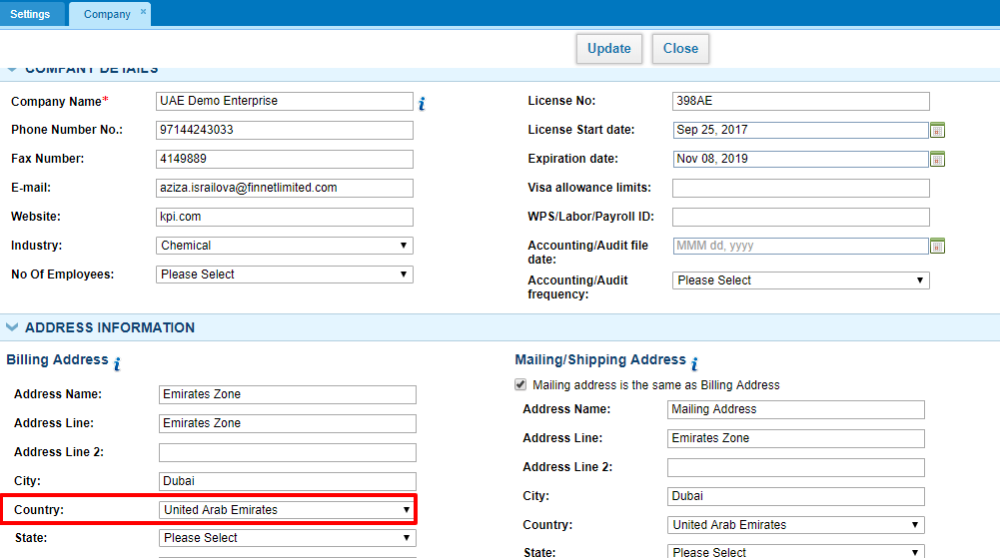 Settings
Company ×
Update Close
COMPANY DETAILS
Company Name* UAE Demo Enterprise i
License No: 398AE
Phone Number No.: 97144243033
License Start date: Sep 25, 2017
Fax Number: 4149889
Expiration date: Nov 08, 2019
E-mail: aziza.israilova@finnetlimited.com
Visa allowance limits:
Website: kpi.com
WPS/Labor/Payroll ID:
Industry: Chemical
Accounting/Audit file
date: MMM dd, yyyy
No Of Employees: Please Select
Accounting/Audit
frequency: Please Select
ADDRESS INFORMATION
Billing Address i
Address Name: Emirates Zone
Address Line: Emirates Zone
Address Line 2:
City: Dubai
Country: United Arab Emirates
State: Please Select
Mailing/Shipping Address i
Mailing address is the same as Billing Address
Address Name: Mailing Address
Address Line: Emirates Zone
Address Line 2:
City: Dubai
Country: United Arab Emirates
State: Please Select